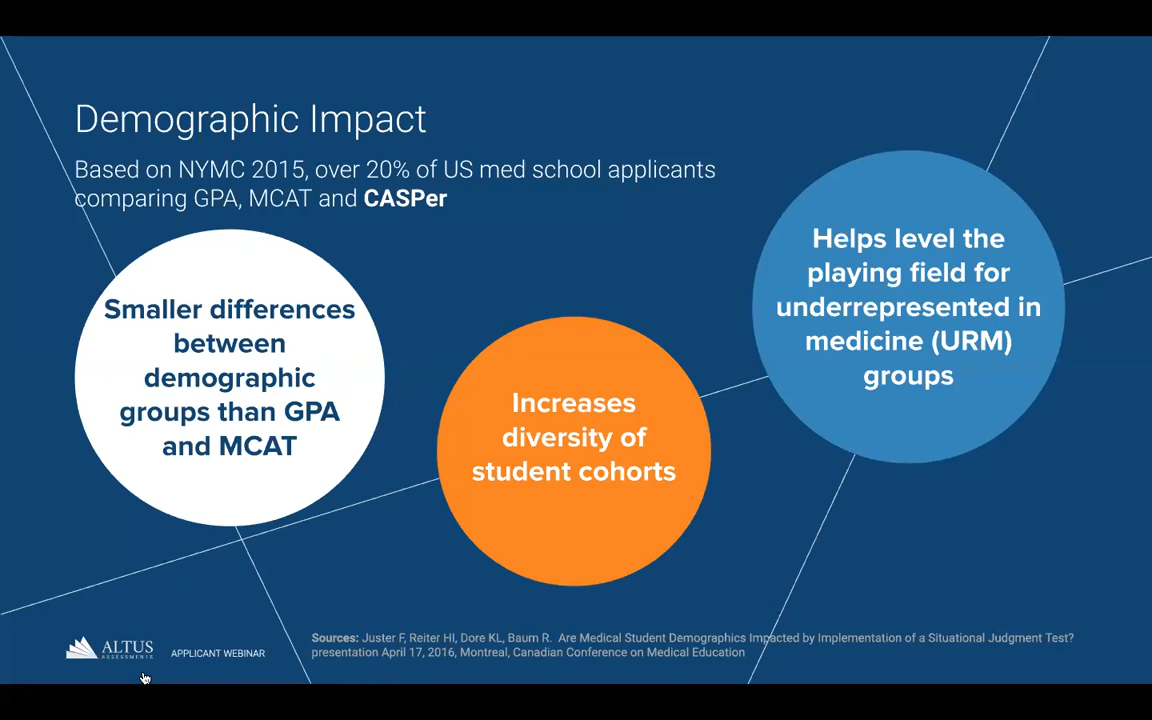 Demographic Impact
Based on NYMC 2015, over 20% of US med school applicants
comparing GPA, MCAT and CASPer
Smaller differences
between
demographic
groups than GPA
and MCAT
Increases
diversity of
student cohorts
Helps level the
playing field for
underrepresented in
medicine (URM)
groups
ALTUS
ASSESSMENTS
APPLICANT WEBINAR
Sources: Juster F, Reiter HI, Dore KL, Baum R. Are Medical Student Demographics Impacted by Implementation of a Situational Judgment Test?
presentation April 17, 2016, Montreal, Canadian Conference on Medical Education